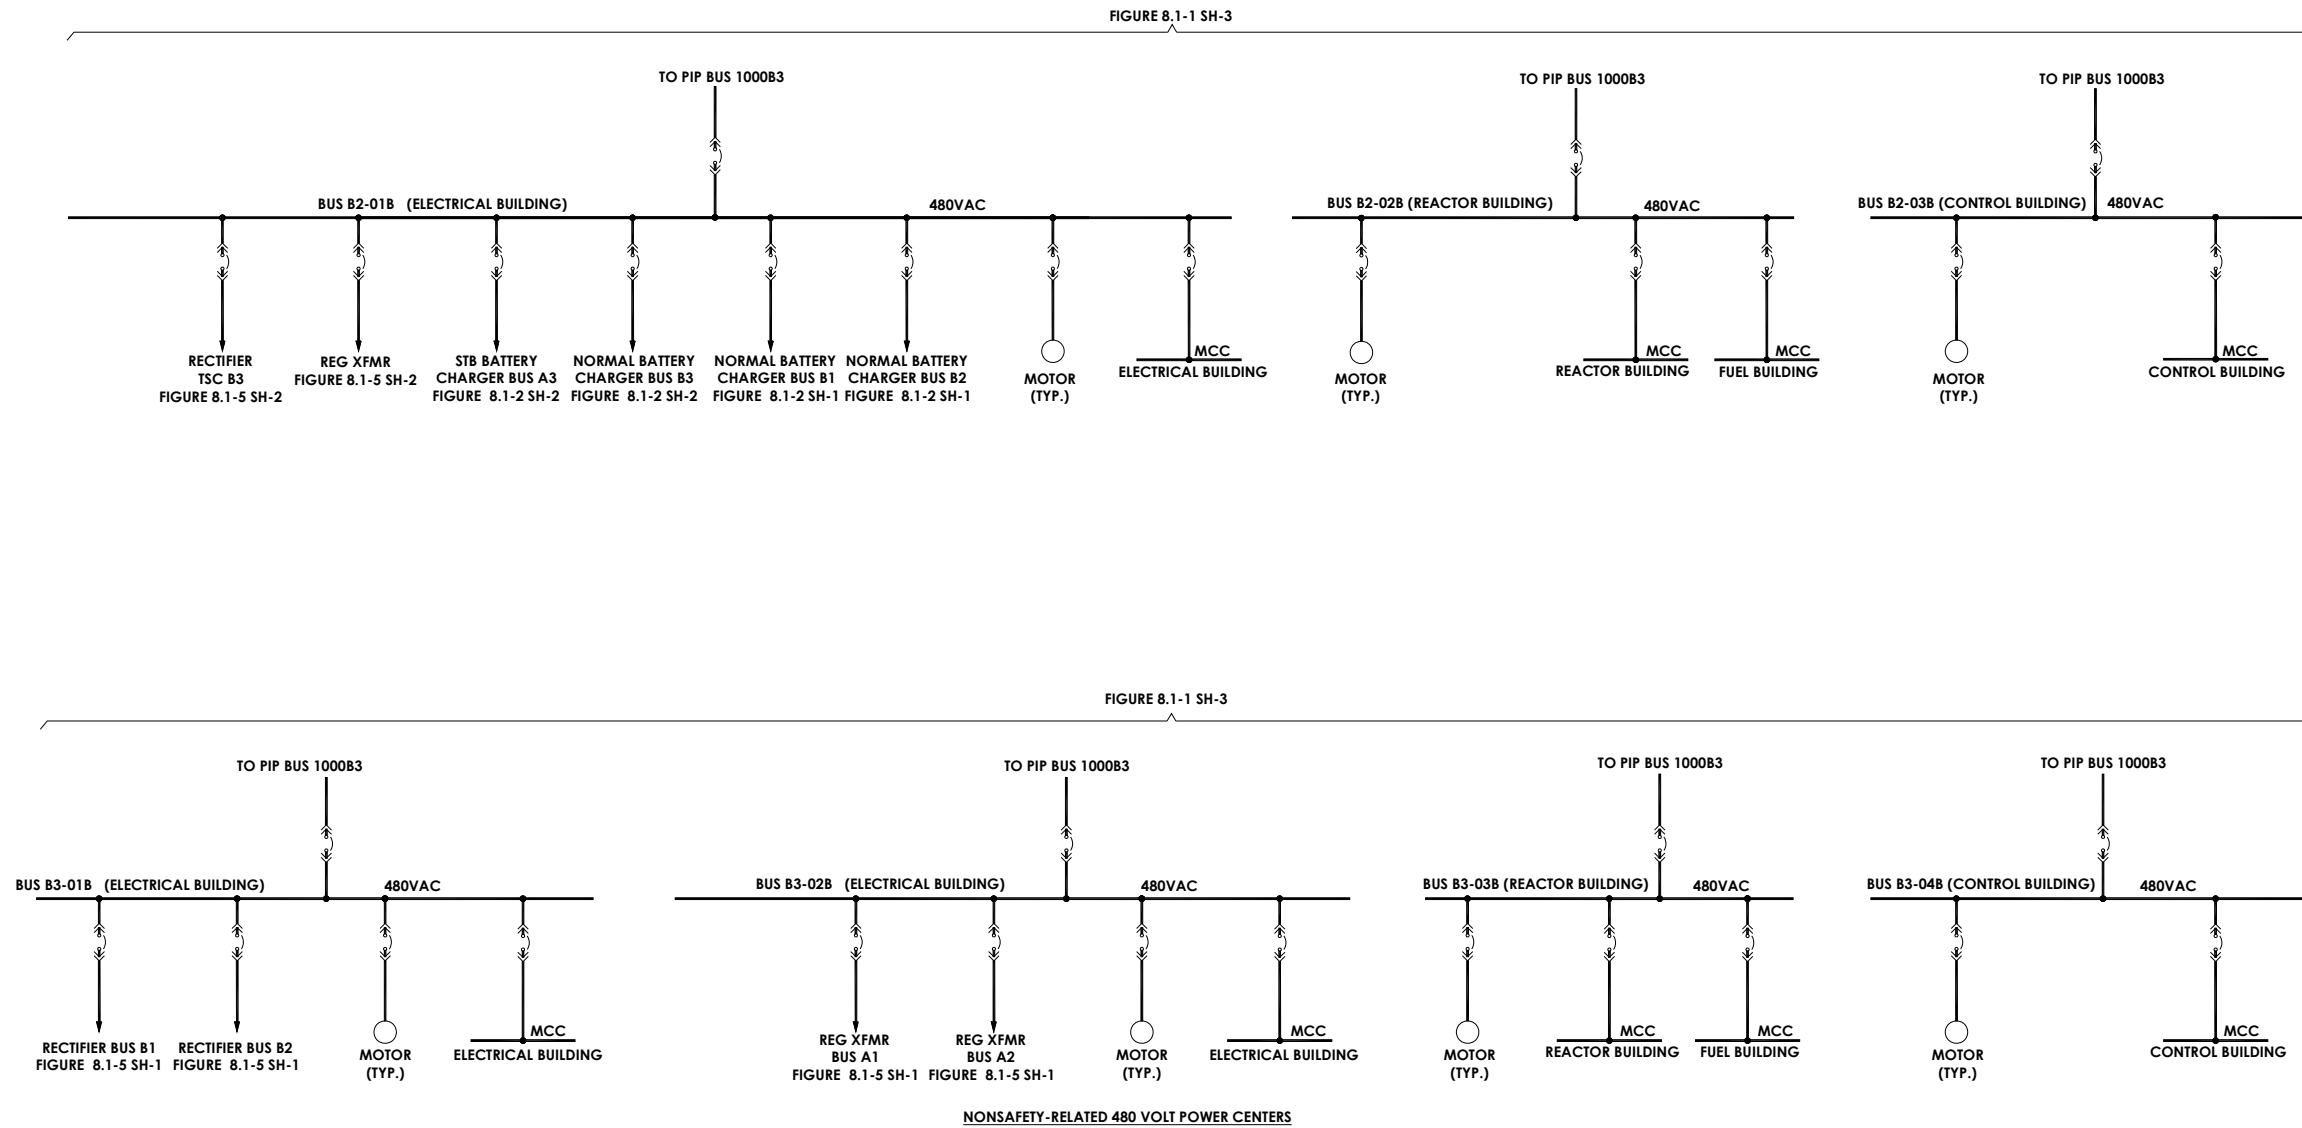 FIGURE 8.1-1 SH-3
TO PIP BUS 1000B3
TO PIP BUS 1000B3
TO PIP BUS 1000B3
BUS B2-01B (ELECTRICAL BUILDING)
480VAC
BUS B2-02B (REACTOR BUILDING)
480VAC
BUS B2-03B (CONTROL BUILDING)
480VAC
RECTIFIER
TSC B3
FIGURE 8.1-5 SH-2
REG XFMR
FIGURE 8.1-5 SH-2
STB BATTERY
CHARGER BUS A3
FIGURE 8.1-2 SH-2
NORMAL BATTERY
CHARGER BUS B3
FIGURE 8.1-2 SH-2
NORMAL BATTERY
CHARGER BUS B1
FIGURE 8.1-2 SH-1
NORMAL BATTERY
CHARGER BUS B2
FIGURE 8.1-2 SH-1
MOTOR
(TYP.)
MCC
ELECTRICAL BUILDING
MOTOR
(TYP.)
MCC
REACTOR BUILDING
MCC
FUEL BUILDING
MOTOR
(TYP.)
MCC
CONTROL BUILDING
FIGURE 8.1-1 SH-3
TO PIP BUS 1000B3
TO PIP BUS 1000B3
TO PIP BUS 1000B3
TO PIP BUS 1000B3
BUS B3-01B (ELECTRICAL BUILDING)
480VAC
BUS B3-02B (ELECTRICAL BUILDING)
480VAC
BUS B3-03B (REACTOR BUILDING)
480VAC
BUS B3-04B (CONTROL BUILDING)
480VAC
RECTIFIER BUS B1
FIGURE 8.1-5 SH-1
RECTIFIER BUS B2
FIGURE 8.1-5 SH-1
MOTOR
(TYP.)
MCC
ELECTRICAL BUILDING
REG XFMR
BUS A1
FIGURE 8.1-5 SH-1
REG XFMR
BUS A2
FIGURE 8.1-5 SH-1
MOTOR
(TYP.)
MCC
ELECTRICAL BUILDING
MOTOR
(TYP.)
MCC
REACTOR BUILDING
MCC
FUEL BUILDING
MOTOR
(TYP.)
MCC
CONTROL BUILDING
NONSAFETY-RELATED 480 VOLT POWER CENTERS